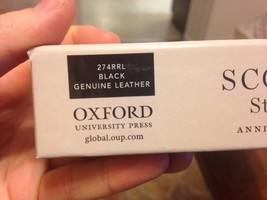 274RRL
BLACK
GENUINE LEATHER
OXFORD
UNIVERSITY PRESS
global.oup.com
SCO
St
ANNI